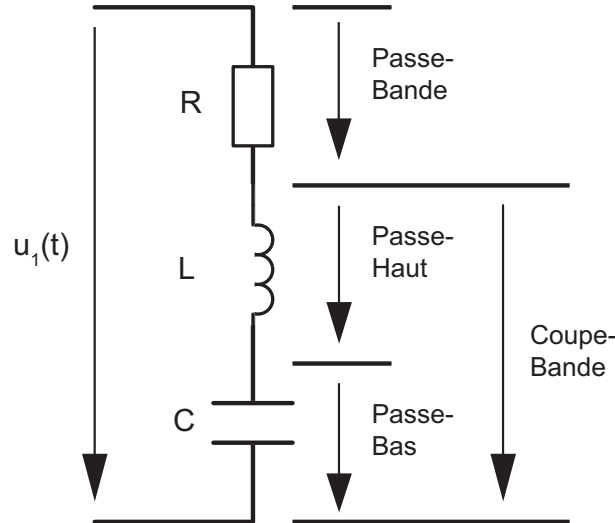 Passe-
Bande
R
u₁(t)
L
Passe-
Haut
Coupe-
Bande
C
Passe-
Bas